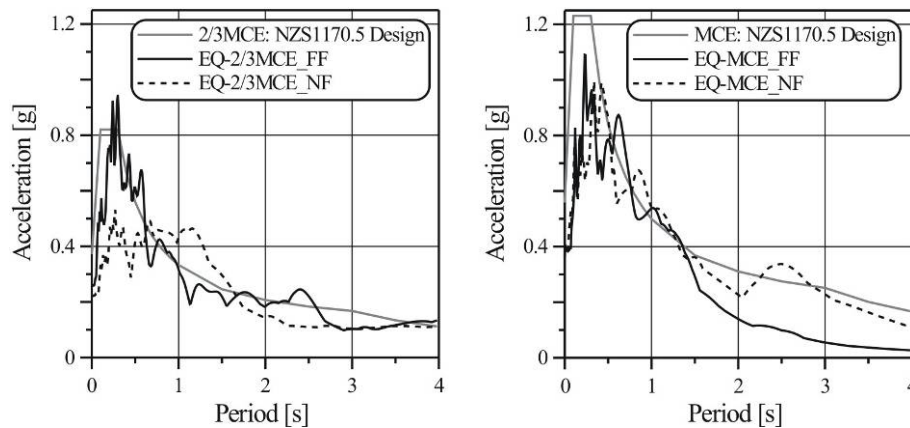 1.2
0.8
0.4
0
Acceleration [g]
2/3MCE: NZS1170.5 Design
EQ-2/3MCE_FF
EQ-2/3MCE_NF
0 1 2 3 4
Period [s]
1.2
0.8
0.4
0
Acceleration [g]
MCE: NZS1170.5 Design
EQ-MCE_FF
EQ-MCE_NF
0 1 2 3 4
Period [s]